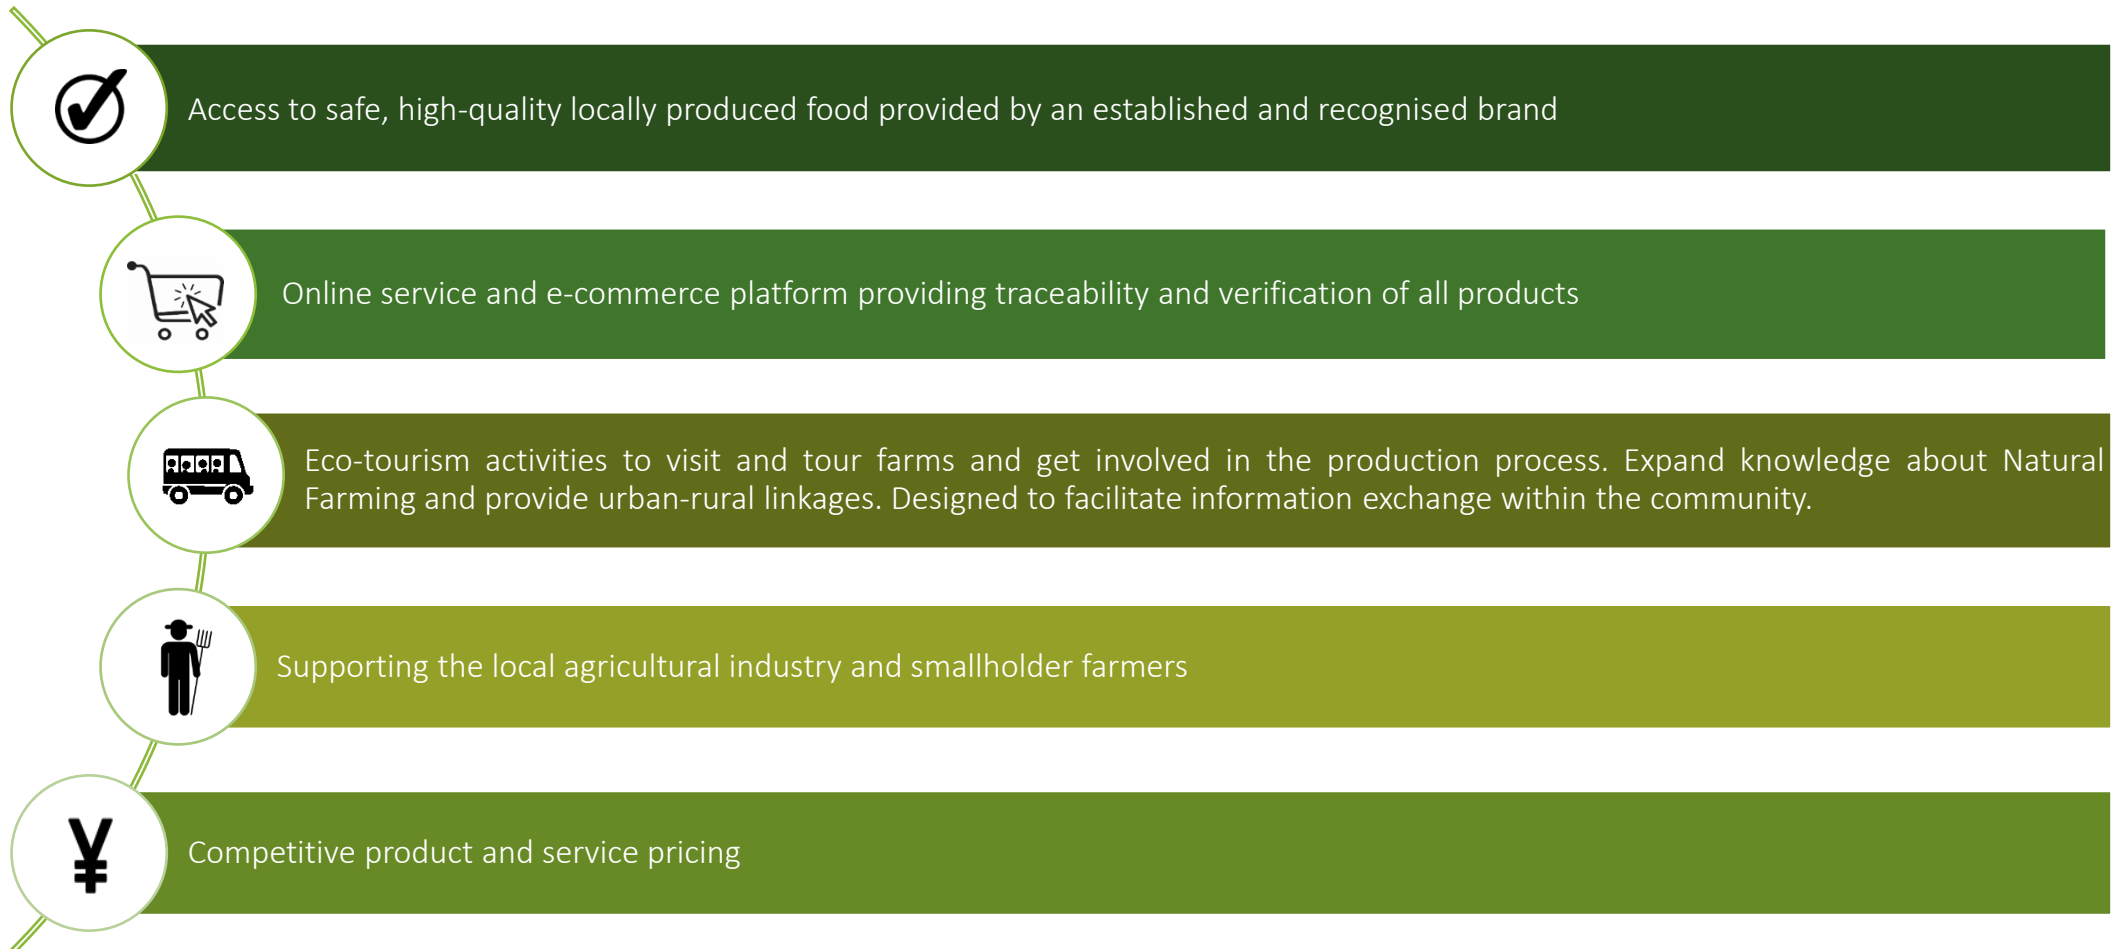 Access to safe, high-quality locally produced food provided by an established and recognised brand
Online service and e-commerce platform providing traceability and verification of all products
Eco-tourism activities to visit and tour farms and get involved in the production process. Expand knowledge about Natural
Farming and provide urban-rural linkages. Designed to facilitate information exchange within the community.
Supporting the local agricultural industry and smallholder farmers
¥
Competitive product and service pricing